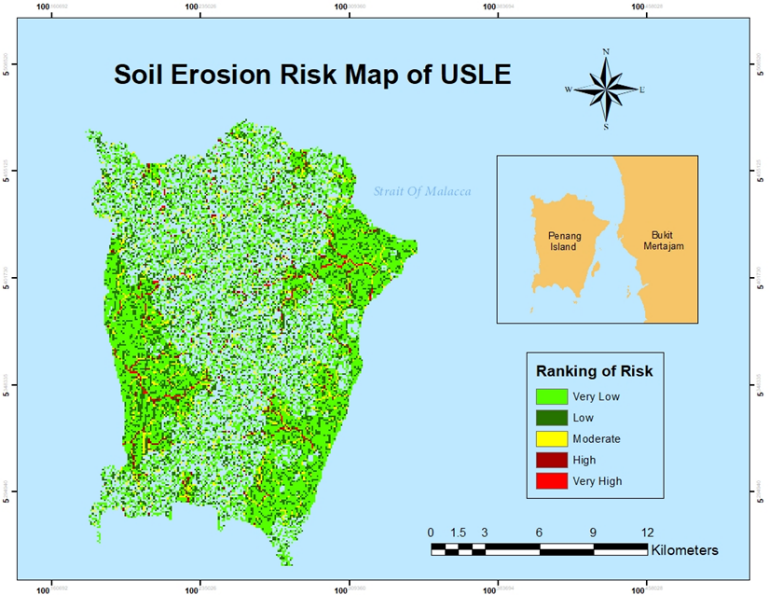 100 100 100 100 100
Soil Erosion Risk Map of USLE
N
W E
S
Strait Of Malacca
Penang
Island
Bukit
Mertajam
Ranking of Risk
Very Low
Low
Moderate
High
Very High
0 1.5 3 6 9 12
Kilometers
100 100 100 100 100